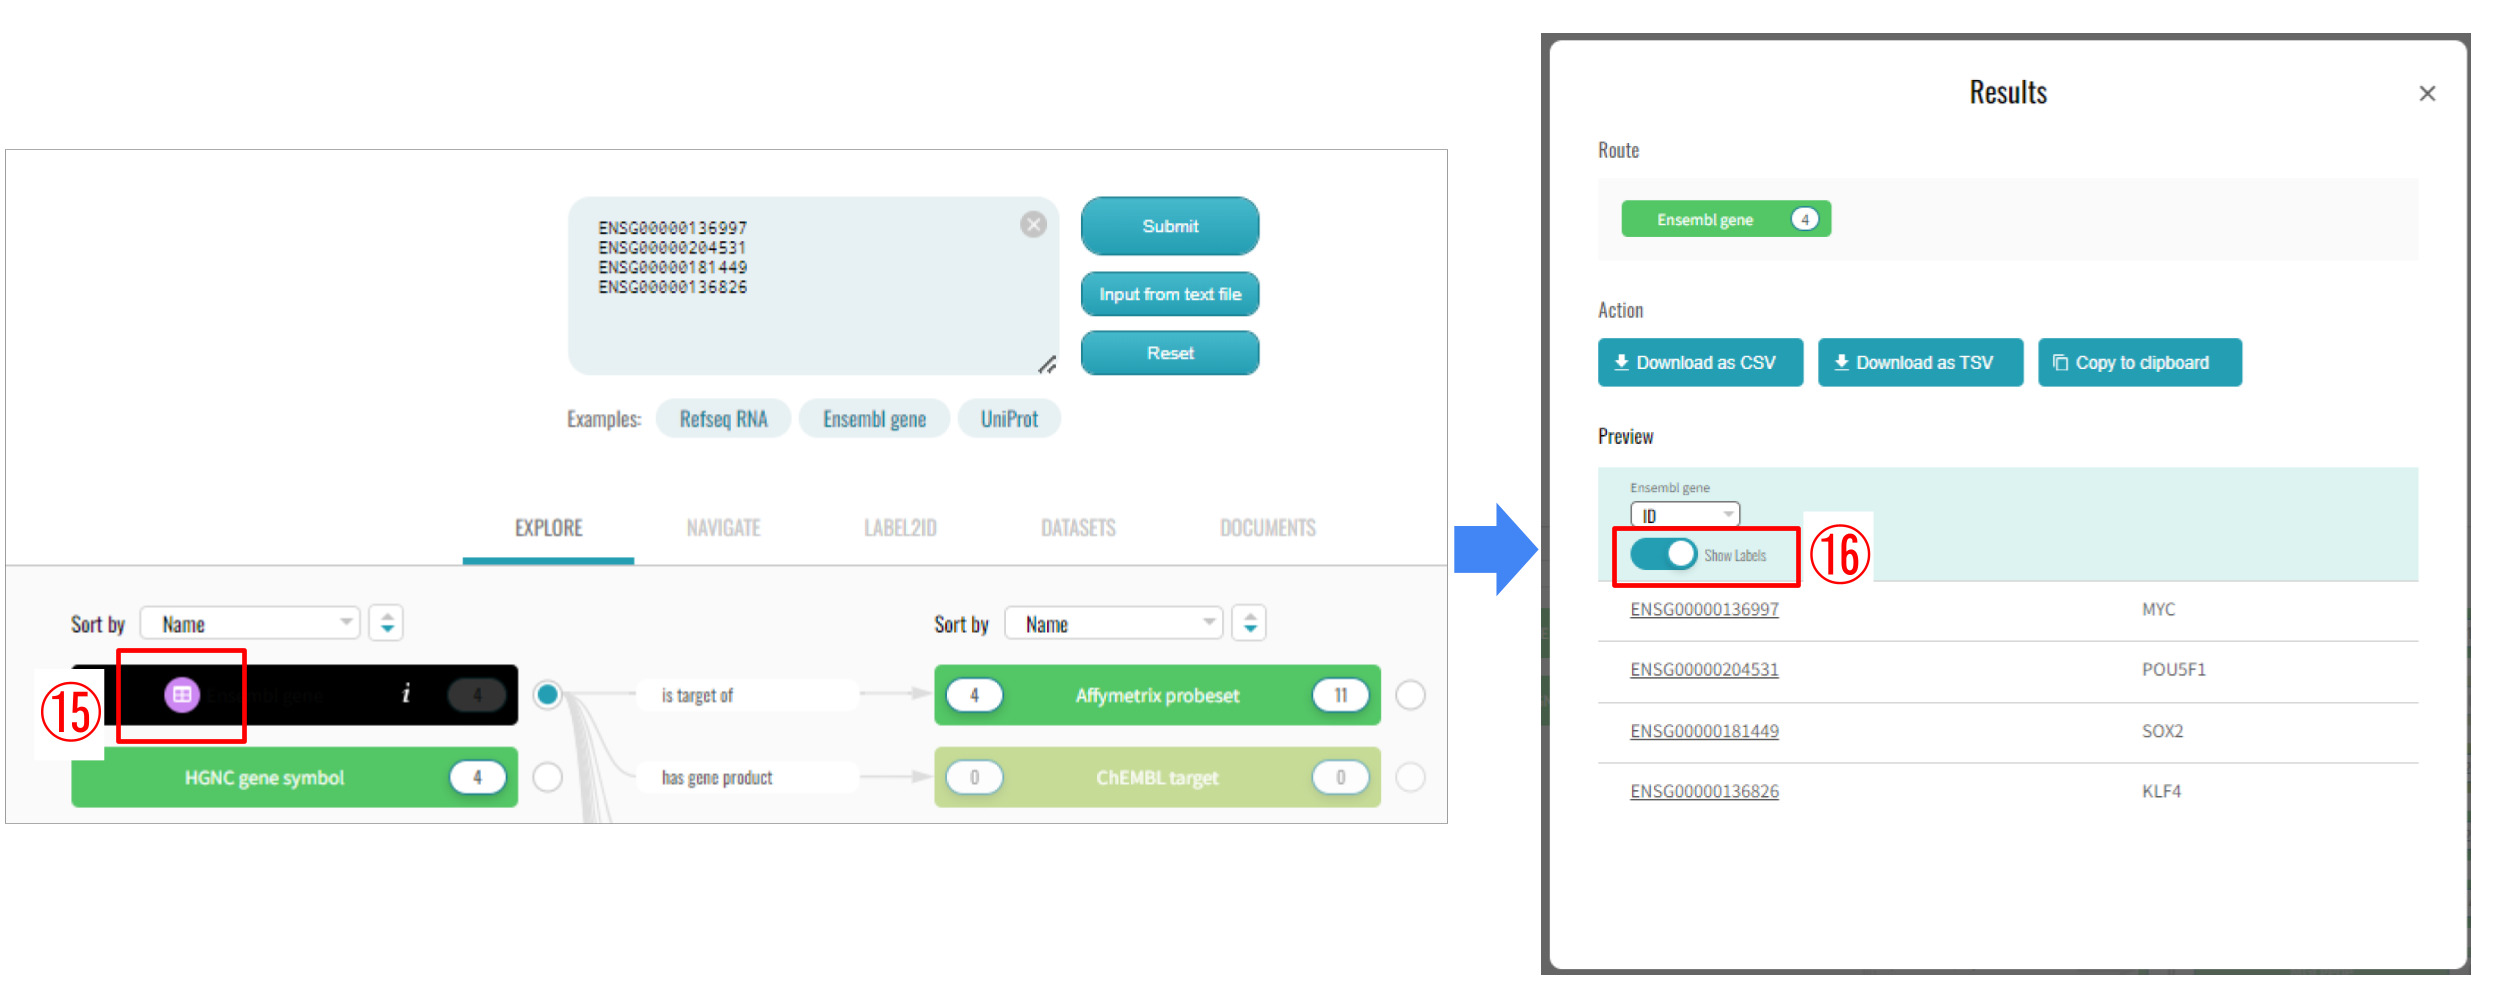 ENSG00000136997
ENSG00000204531
ENSG00000181449
ENSG00000136826
Submit
Input from text file
Reset
Examples: Refseq RNA Ensembl gene UniProt
EXPLORE NAVIGATE LABEL2ID DATASETS DOCUMENTS
Sort by Name
Sort by Name
⑮ Ensembl gene i 4
is target of
4 Affymetrix probeset 11
HGNC gene symbol 4
has gene product
0 ChEMBL target 0
Results
Route
Ensembl gene 4
Action
Download as CSV Download as TSV Copy to clipboard
Preview
Ensembl gene
ID
Show Labels ⑯
ENSG00000136997 MYC
ENSG00000204531 POU5F1
ENSG00000181449 SOX2
ENSG00000136826 KLF4